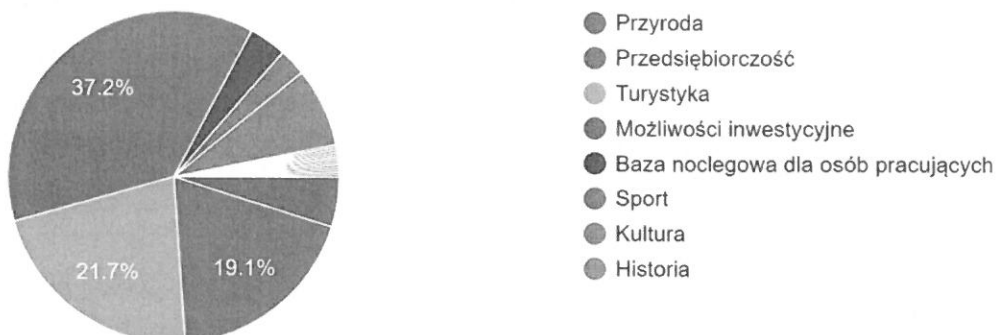 37.2%
21.7%
19.1%
Przyroda
Przedsiębiorczość
Turystyka
Możliwości inwestycyjne
Baza noclegowa dla osób pracujących
Sport
Kultura
Historia